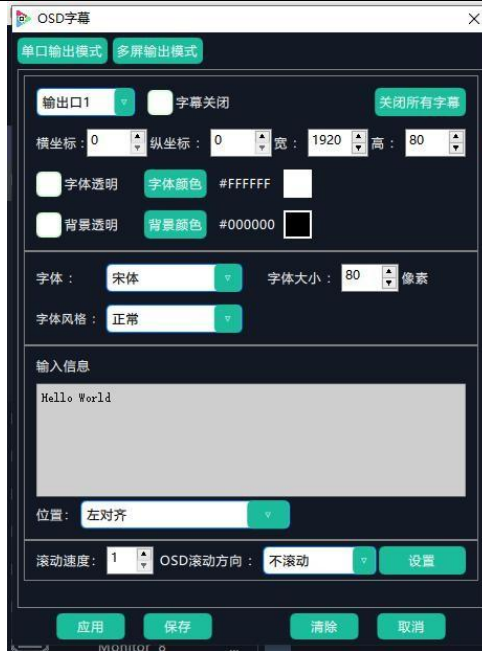 OSD字幕
单口输出模式 多屏输出模式
输出口1 字幕关闭 关闭所有字幕
横坐标：0 纵坐标： 0 宽： 1920 高： 80
字体透明 字体颜色 #FFFFFF
背景透明 背景颜色 #000000
字体： 宋体 字体大小： 80 像素
字体风格： 正常
输入信息
Hello World
位置： 左对齐
滚动速度： 1 OSD滚动方向： 不滚动 设置
应用 保存 清除 取消
Monitor_8 ...